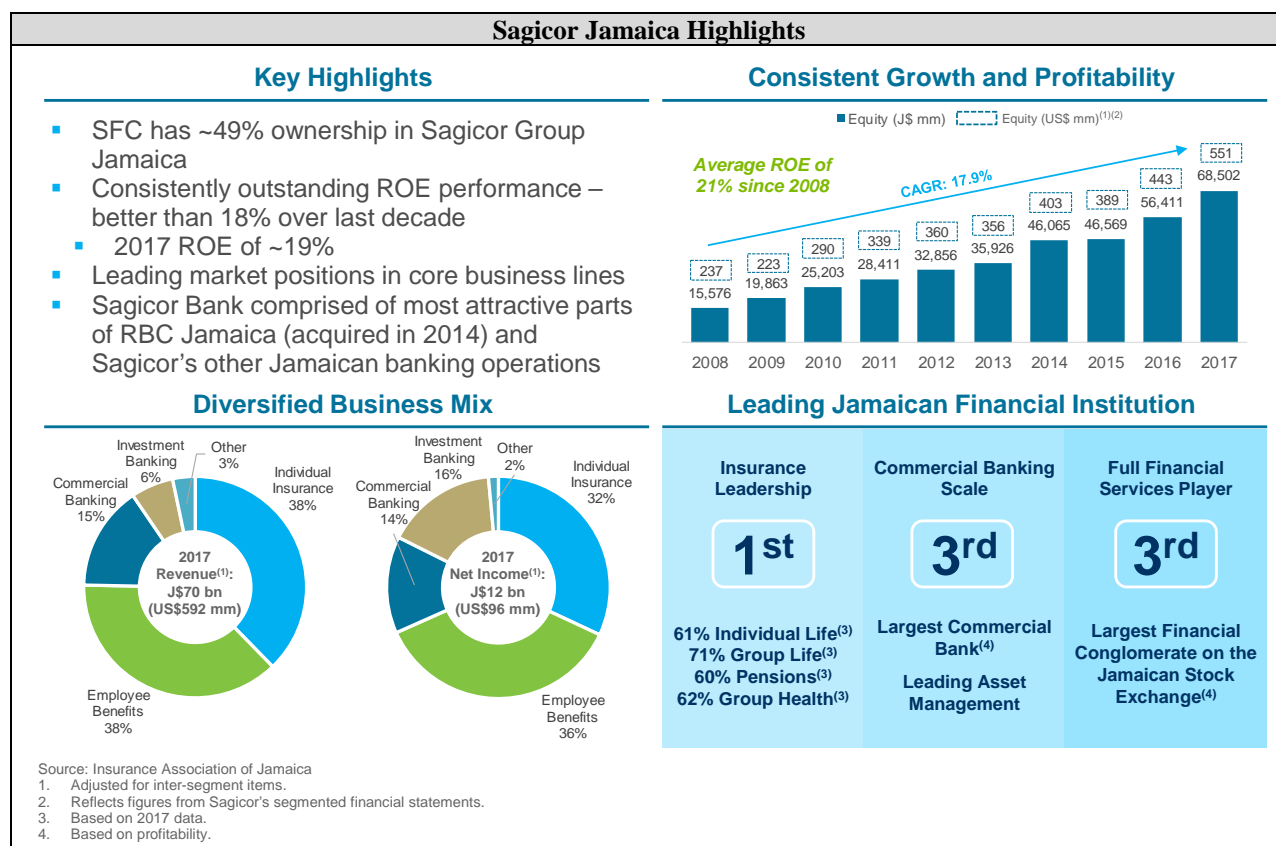 Sagicor Jamaica Highlights
Key Highlights
▪ SFC has ~49% ownership in Sagicor Group
Jamaica
▪ Consistently outstanding ROE performance –
better than 18% over last decade
▪ 2017 ROE of ~19%
▪ Leading market positions in core business lines
▪ Sagicor Bank comprised of most attractive parts
of RBC Jamaica (acquired in 2014) and
Sagicor's other Jamaican banking operations
Consistent Growth and Profitability
Equity (J$ mm) Equity (US$ mm)(1)(2)
Average ROE of
21% since 2008
CAGR: 17.9%
237 223 290 339 360 356 403 389 443 551
15,576 19,863 25,203 28,411 32,856 35,926 46,065 46,569 56,411 68,502
2008 2009 2010 2011 2012 2013 2014 2015 2016 2017
Diversified Business Mix
Investment
Banking
6%
Other
3%
Individual
Insurance
38%
Commercial
Banking
15%
Employee
Benefits
38%
2017
Revenue(1):
J$70 bn
(US$592 mm)
Investment
Banking
16%
Other
2%
Individual
Insurance
32%
Commercial
Banking
14%
Employee
Benefits
36%
2017
Net Income(1):
J$12 bn
(US$96 mm)
Leading Jamaican Financial Institution
Insurance
Leadership
1st
61% Individual Life(3)
71% Group Life(3)
60% Pensions(3)
62% Group Health(3)
Commercial Banking
Scale
3rd
Largest Commercial
Bank(4)
Leading Asset
Management
Full Financial
Services Player
3rd
Largest Financial
Conglomerate on the
Jamaican Stock
Exchange(4)
Source: Insurance Association of Jamaica
1. Adjusted for inter-segment items.
2. Reflects figures from Sagicor's segmented financial statements.
3. Based on 2017 data.
4. Based on profitability.